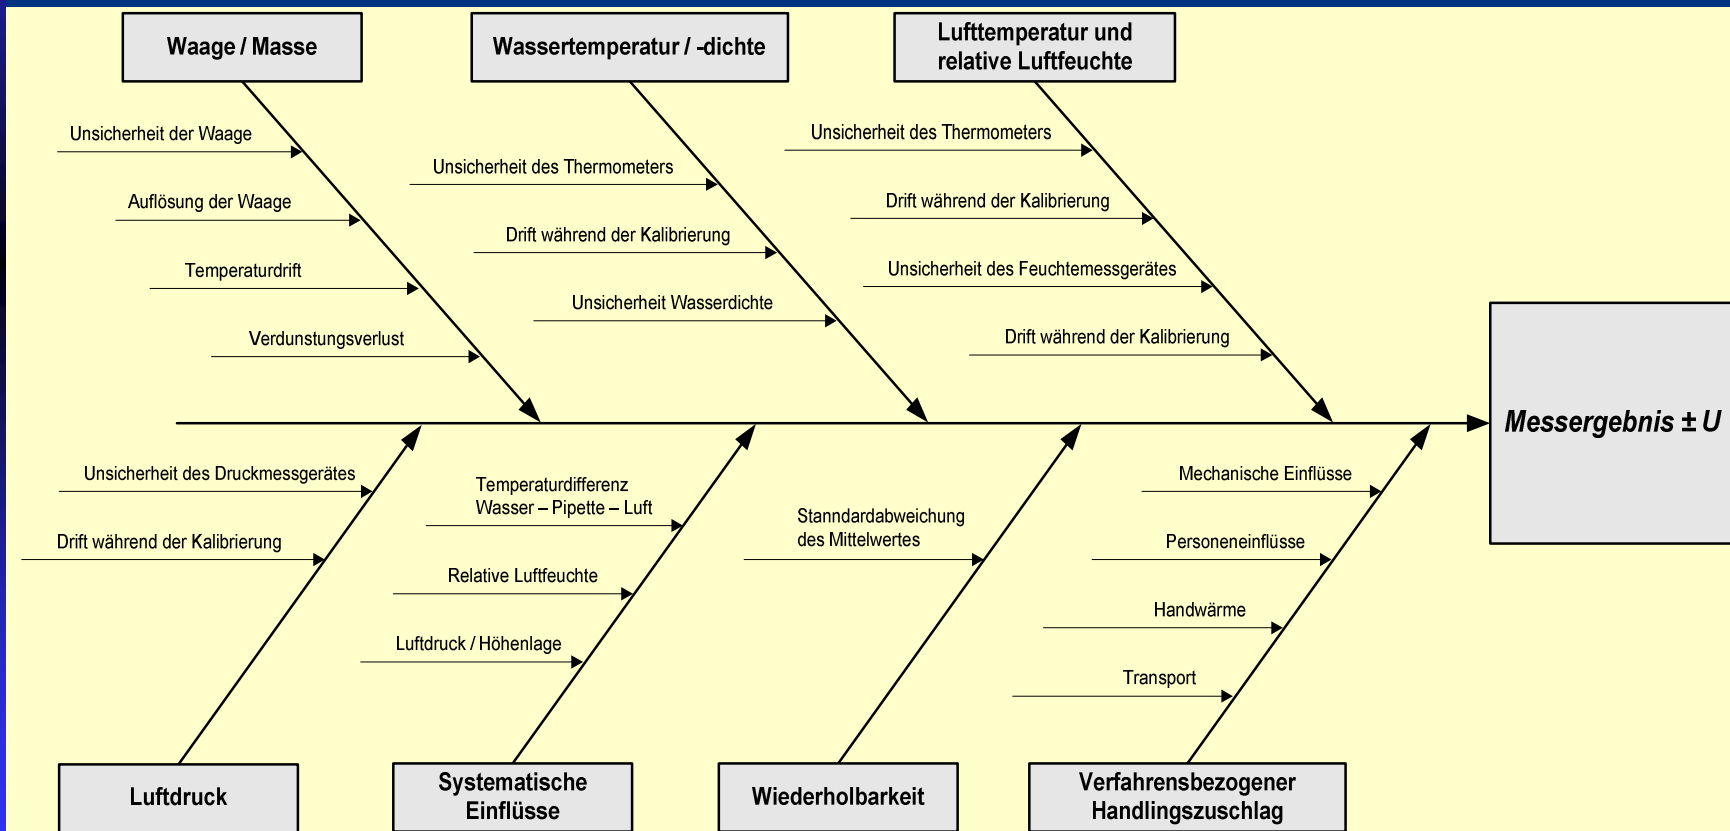 Waage / Masse
Wassertemperatur / -dichte
Lufttemperatur und
relative Luftfeuchte
Unsicherheit der Waage
Auflösung der Waage
Temperaturdrift
Verdunstungsverlust
Unsicherheit des Thermometers
Drift während der Kalibrierung
Unsicherheit Wasserdichte
Unsicherheit des Thermometers
Drift während der Kalibrierung
Unsicherheit des Feuchtemessgerätes
Drift während der Kalibrierung
Messergebnis ± U
Unsicherheit des Druckmessgerätes
Drift während der Kalibrierung
Temperaturdifferenz
Wasser – Pipette – Luft
Relative Luftfeuchte
Luftdruck / Höhenlage
Stanndardabweichung
des Mittelwertes
Mechanische Einflüsse
Personeneinflüsse
Handwärme
Transport
Luftdruck
Systematische
Einflüsse
Wiederholbarkeit
Verfahrensbezogener
Handlingszuschlag